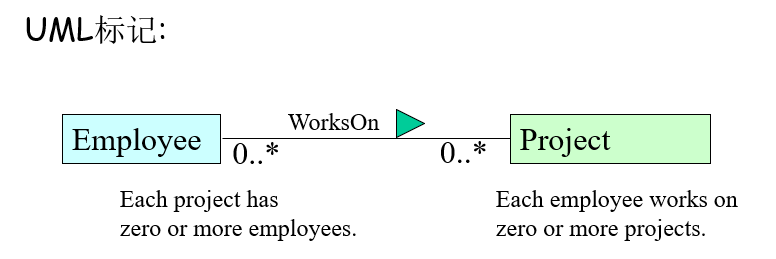 UML标记:
WorksOn
Employee
Project
0..*
0..*
Each project has
zero or more employees.
Each employee works on
zero or more projects.